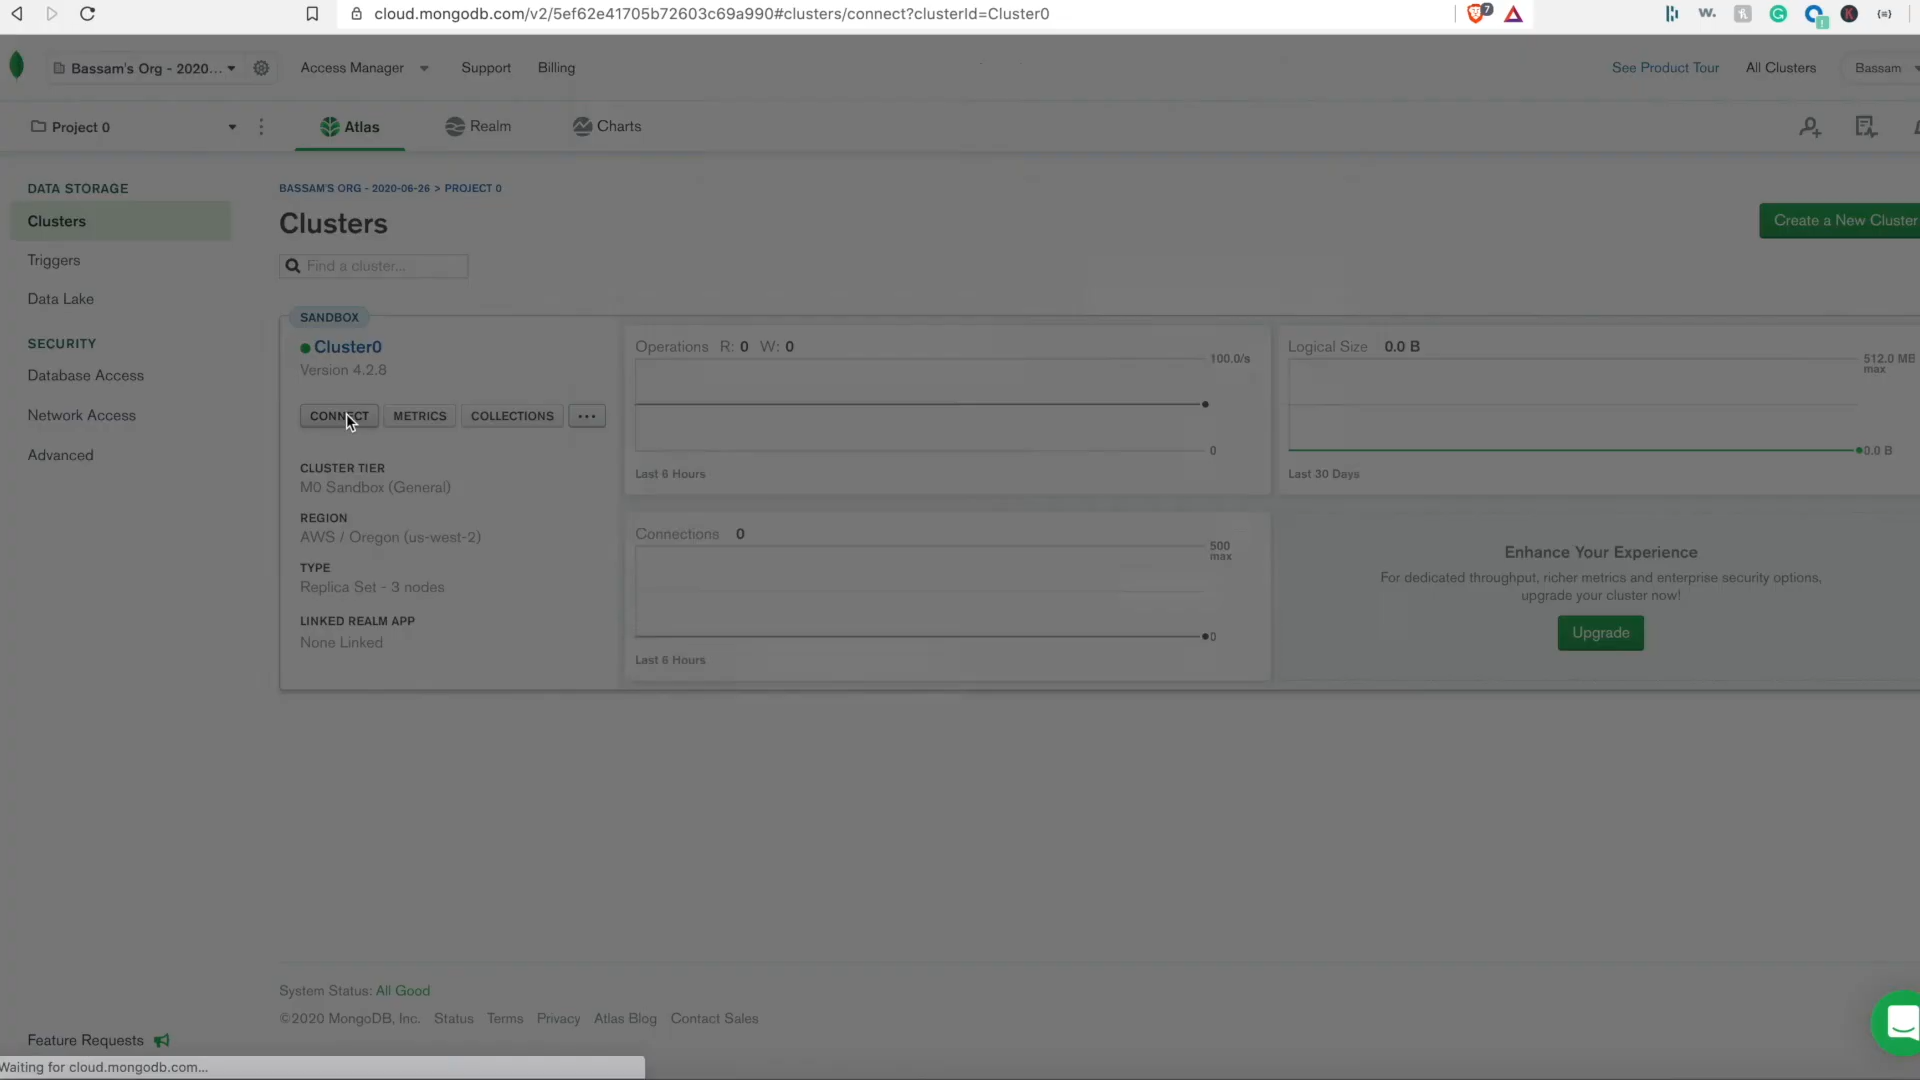 cloud.mongodb.com/v2/5ef62e41705b72603c69a990#clusters/connect?clusterId=Cluster0
7
w.
G
K
Bassam's Org - 2020...
Access Manager
Support
Billing
See Product Tour
All Clusters
Bassam
Project 0
Atlas
Realm
Charts
DATA STORAGE
Clusters
Triggers
Data Lake
SECURITY
Database Access
Network Access
Advanced
BASSAM'S ORG - 2020-06-26 > PROJECT 0
Clusters
Create a New Cluster
Find a cluster...
SANDBOX
Cluster0
Version 4.2.8
CONNECT
METRICS
COLLECTIONS
...
CLUSTER TIER
M0 Sandbox (General)
REGION
AWS / Oregon (us-west-2)
TYPE
Replica Set - 3 nodes
LINKED REALM APP
None Linked
Operations R: 0 W: 0
100.0/s
0
Last 6 Hours
Logical Size 0.0 B
512.0 MB
max
0.0 B
Last 30 Days
Connections 0
500
max
0
Last 6 Hours
Enhance Your Experience
For dedicated throughput, richer metrics and enterprise security options,
upgrade your cluster now!
Upgrade
System Status: All Good
©2020 MongoDB, Inc. Status Terms Privacy Atlas Blog Contact Sales
Feature Requests
Waiting for cloud.mongodb.com...